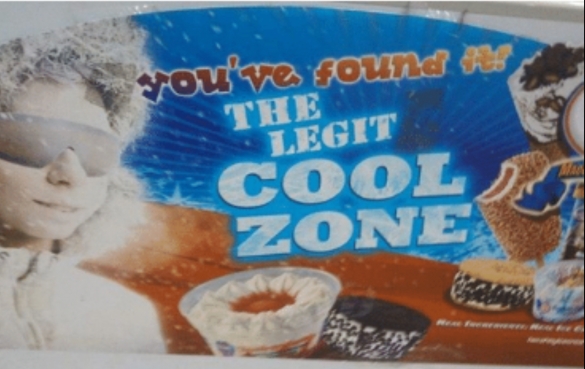 you've found it!
THE
LEGIT
COOL
ZONE